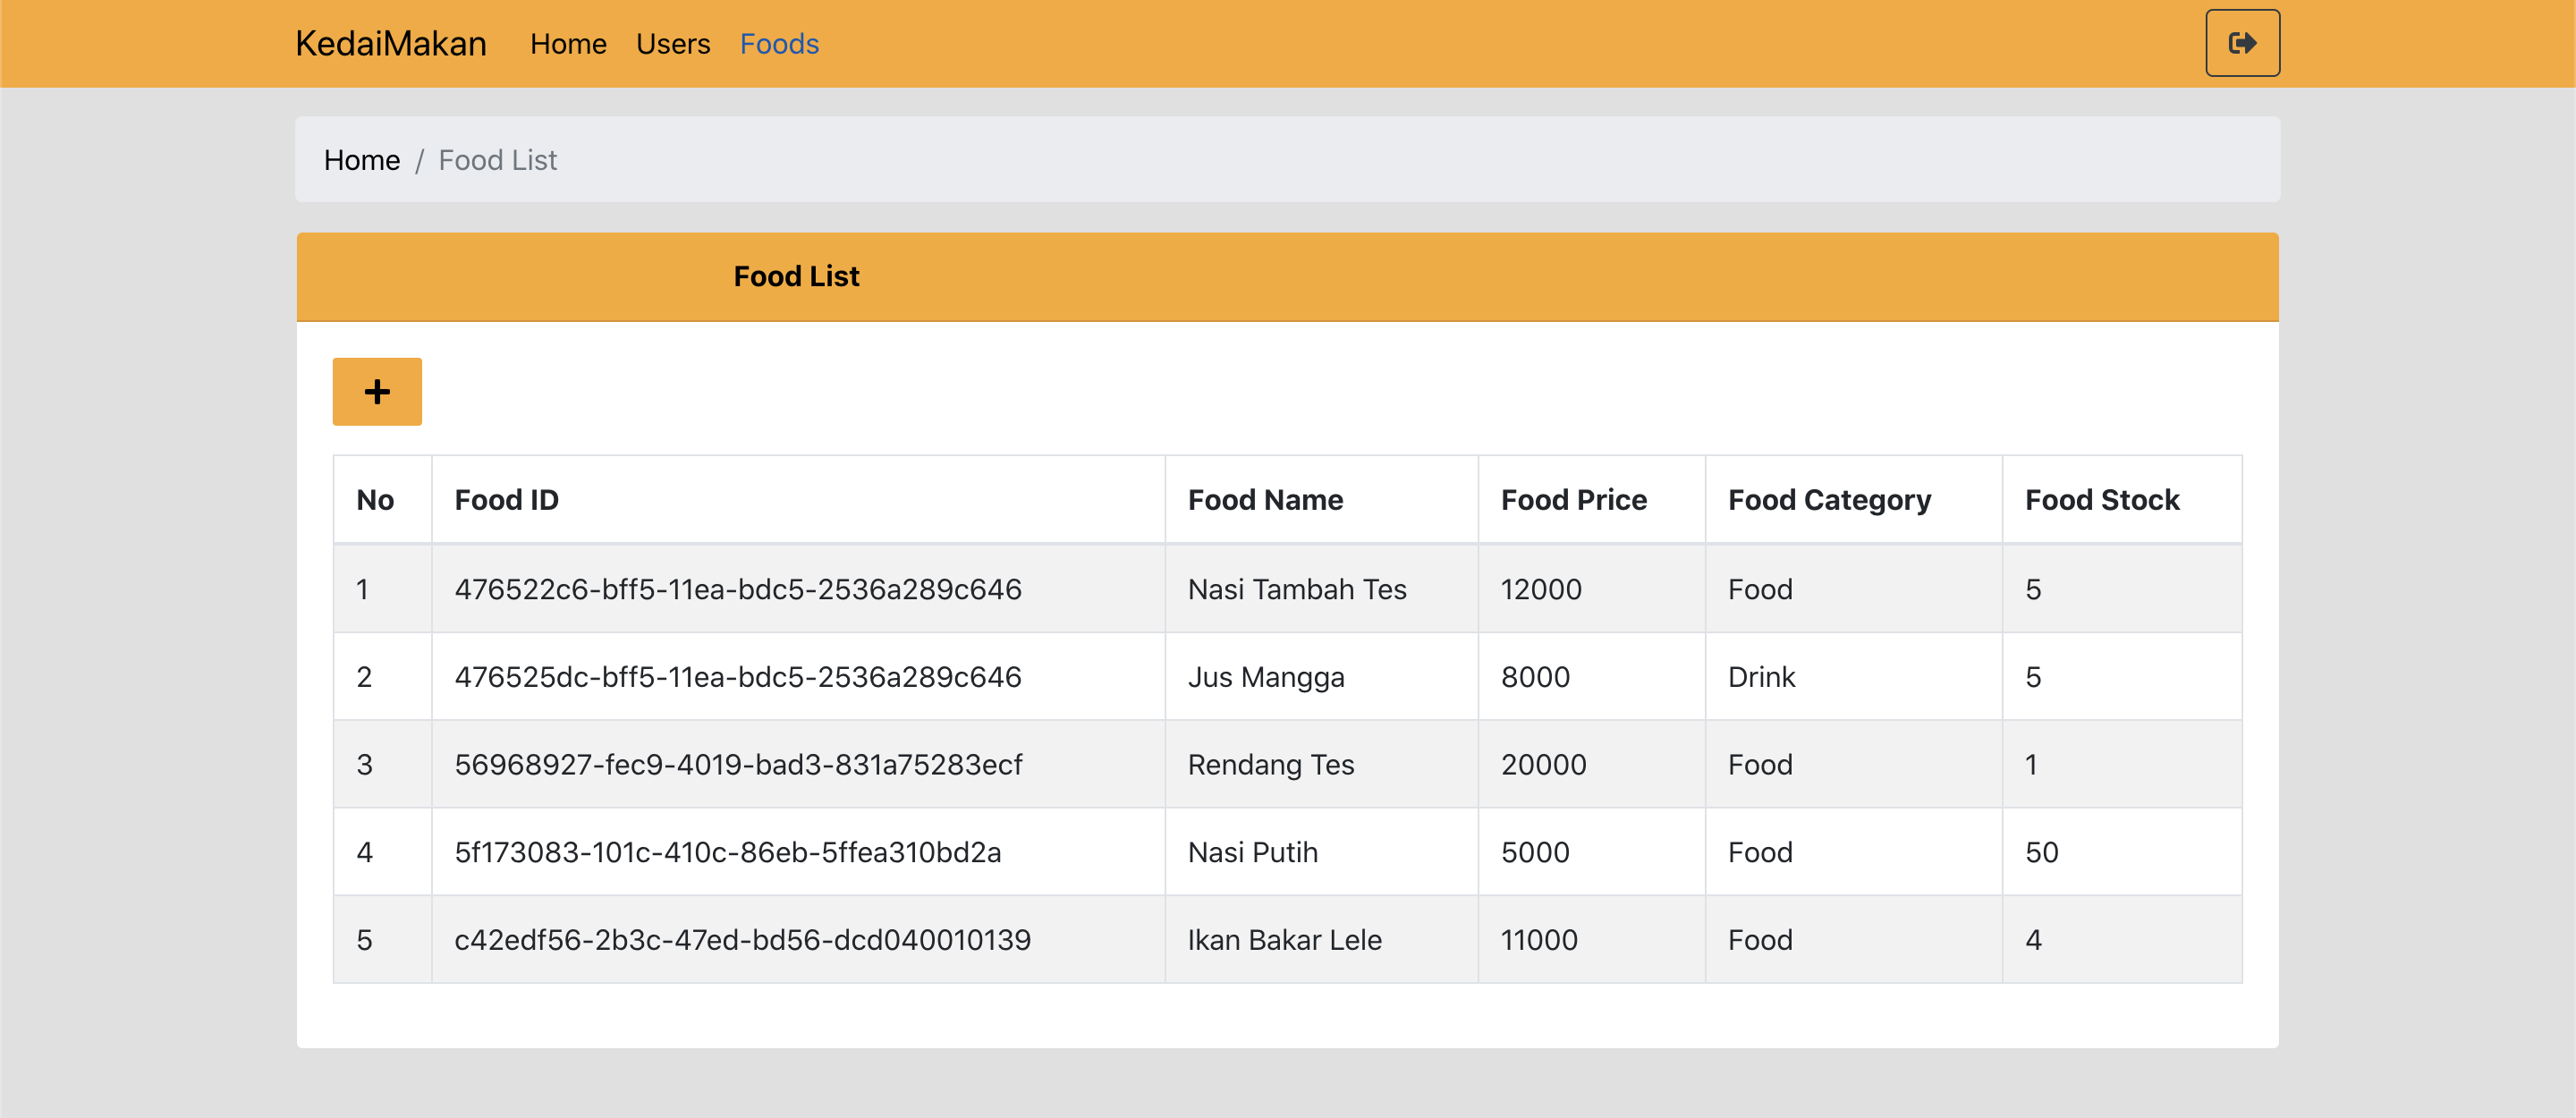 KedaiMakan Home Users Foods
Home / Food List
Food List
No Food ID Food Name Food Price Food Category Food Stock
1 476522c6-bff5-11ea-bdc5-2536a289c646 Nasi Tambah Tes 12000 Food 5
2 476525dc-bff5-11ea-bdc5-2536a289c646 Jus Mangga 8000 Drink 5
3 56968927-fec9-4019-bad3-831a75283ecf Rendang Tes 20000 Food 1
4 5f173083-101c-410c-86eb-5ffea310bd2a Nasi Putih 5000 Food 50
5 c42edf56-2b3c-47ed-bd56-dcd040010139 Ikan Bakar Lele 11000 Food 4